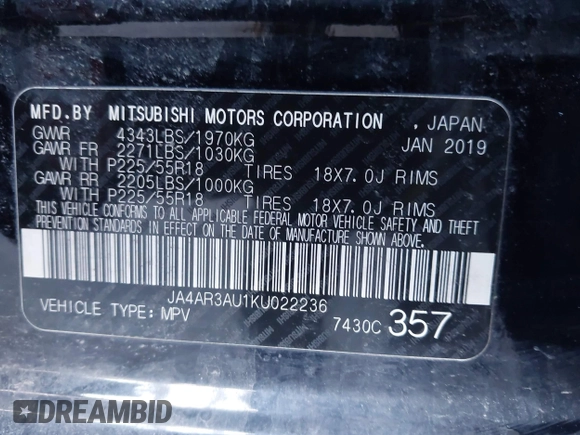 MFD.BY MITSUBISHI MOTORS CORPORATION , JAPAN
GVWR 4343LBS/1970KG JAN 2019
GAWR FR 2271LBS/1030KG
WITH P225/55R18 TIRES 18X7.0J RIMS
GAWR RR 2205LBS/1000KG
WITH P225/55R18 TIRES 18X7.0J RIMS
THIS VEHICLE CONFORMS TO ALL APPLICABLE FEDERAL MOTOR VEHICLE SAFETY AND THEFT
PREVENTION STANDARDS IN EFFECT ON THE DATE OF MANUFACTURE SHOWN ABOVE.
JA4AR3AU1KU022236
VEHICLE TYPE: MPV 7430C 357
DREAMBID